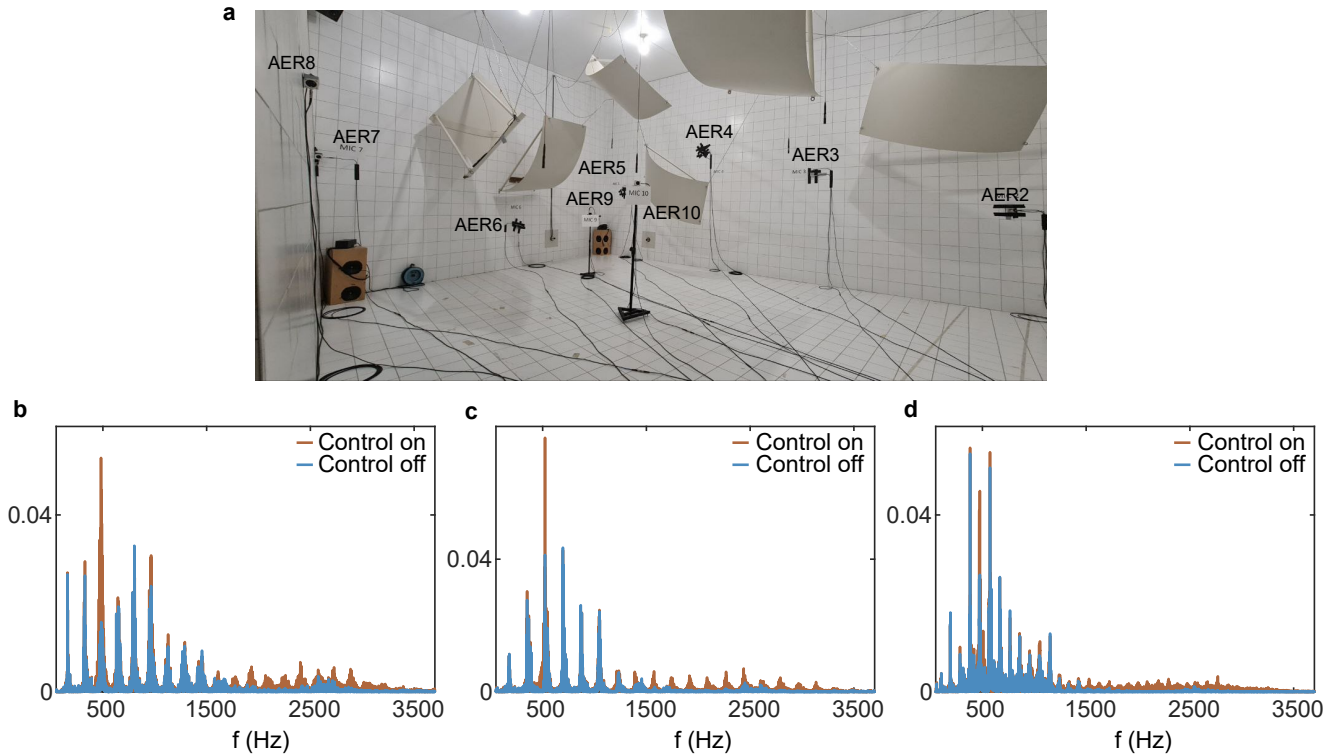 a
AER8
AER7
MIC 7
AER4
AER5
AER3
MIC 10
AER2
AER9
AER6
AER10
b
c
d
Control on
Control off
Control on
Control off
Control on
Control off
0.04
0.04
0.04
0
0
0
500 1500 2500 3500
500 1500 2500 3500
500 1500 2500 3500
f (Hz)
f (Hz)
f (Hz)